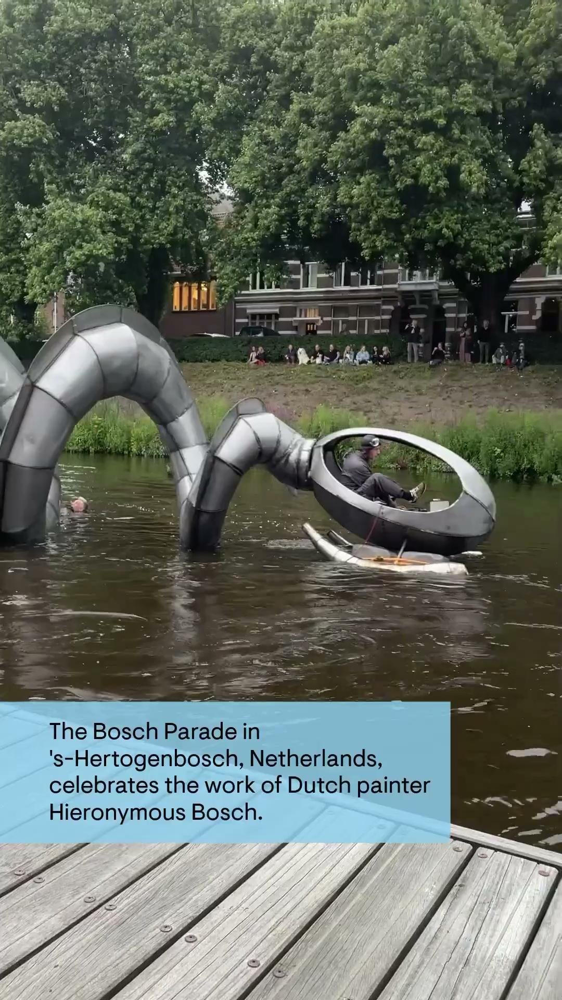 The Bosch Parade in
's-Hertogenbosch, Netherlands,
celebrates the work of Dutch painter
Hieronymous Bosch.